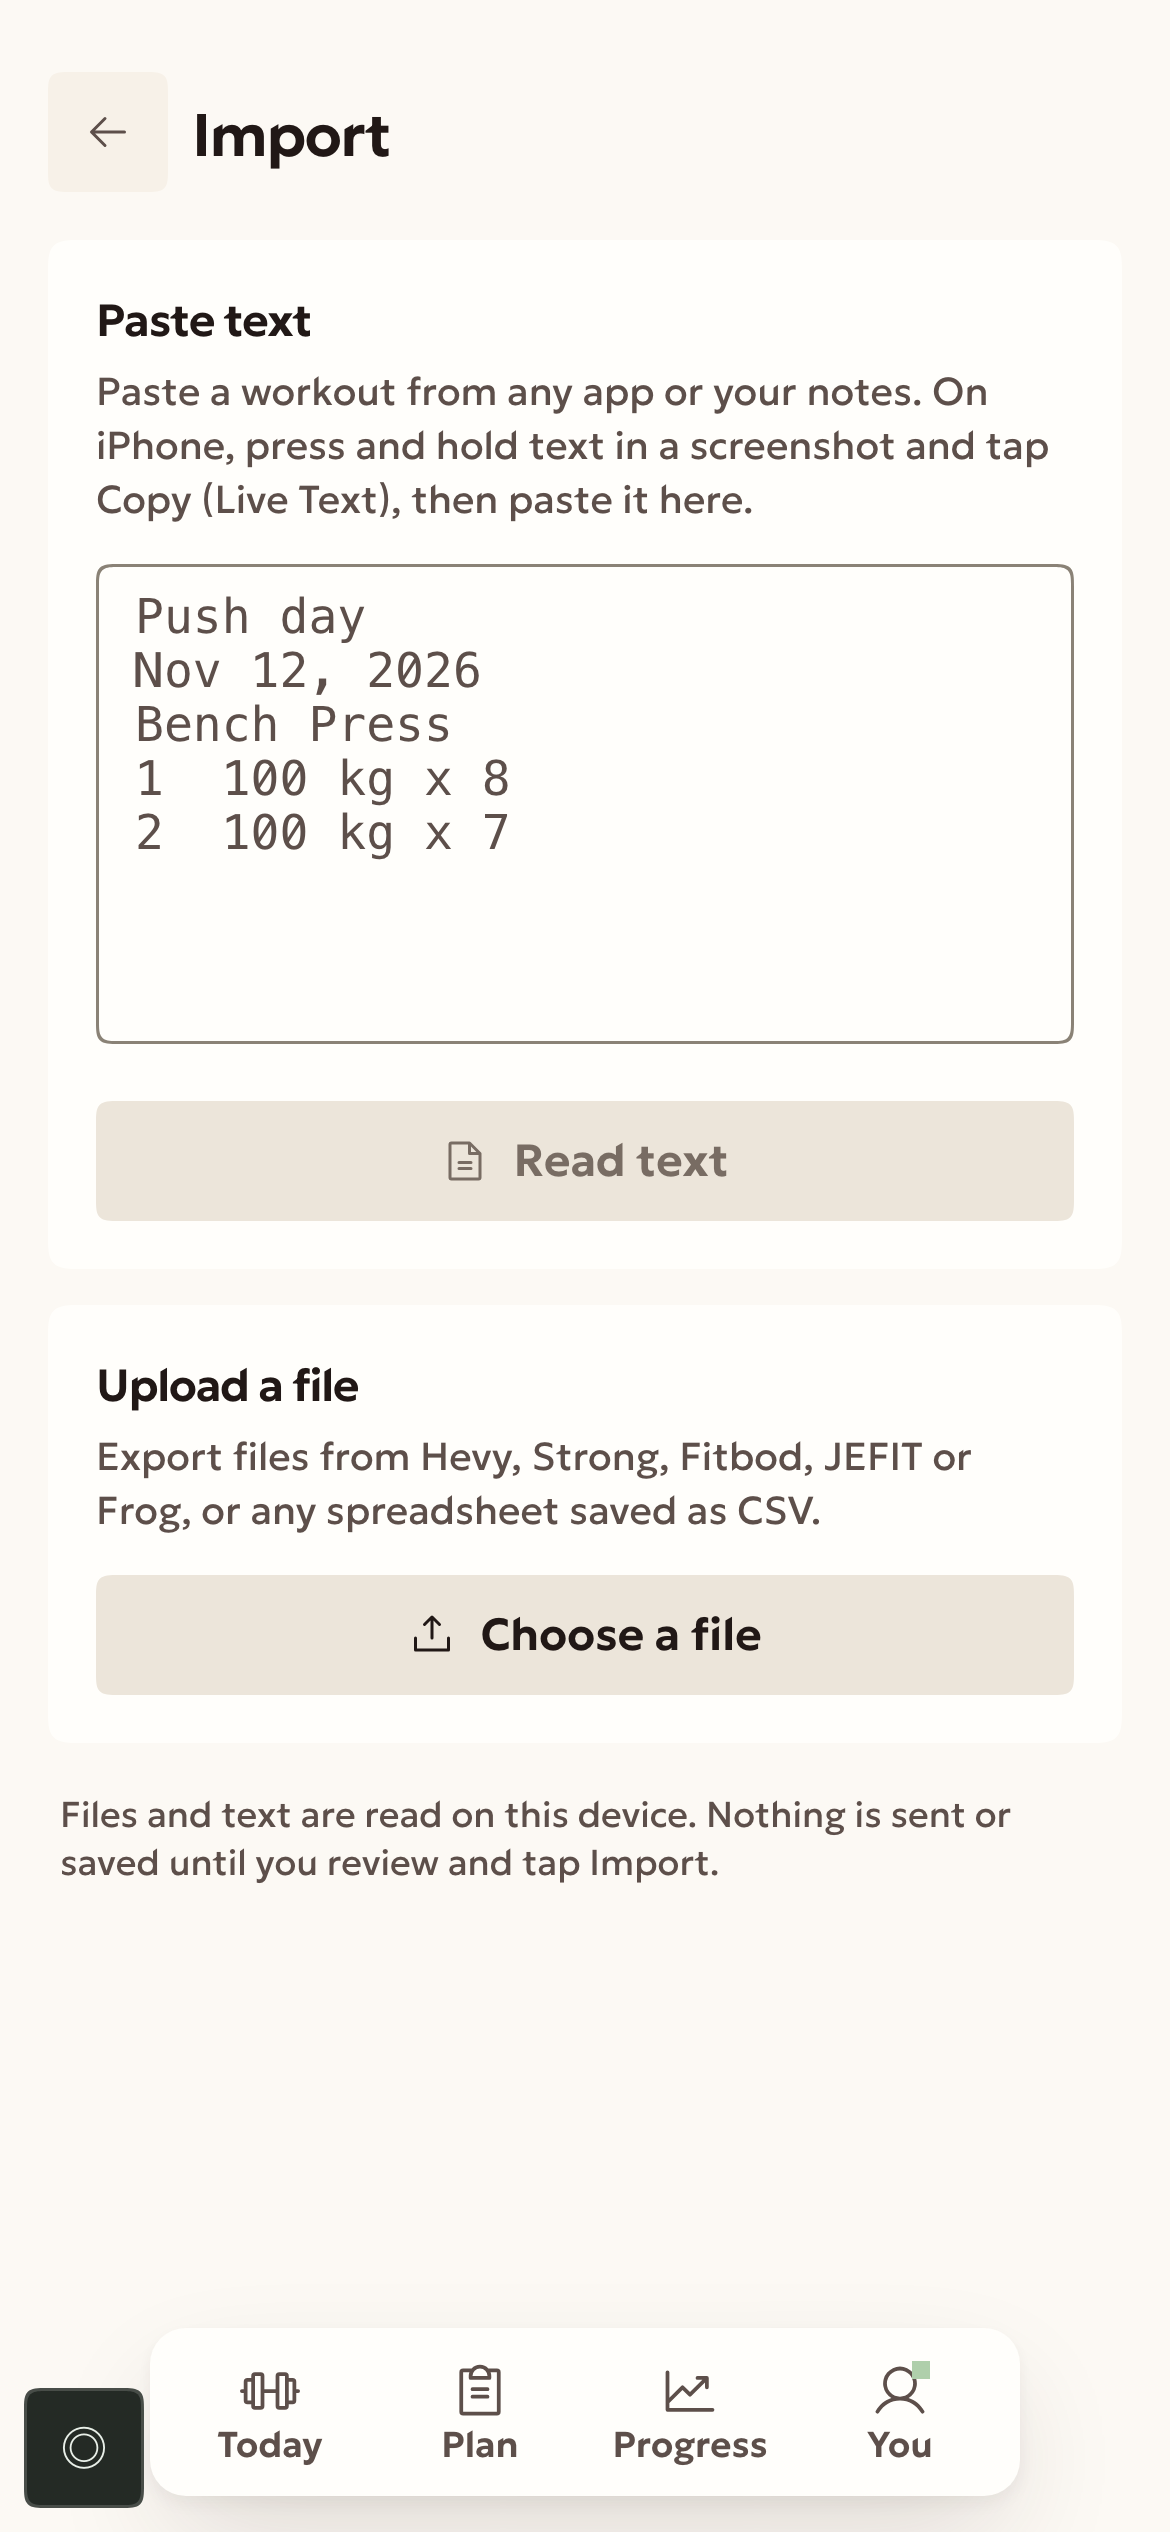 Import
Paste text
Paste a workout from any app or your notes. On
iPhone, press and hold text in a screenshot and tap
Copy (Live Text), then paste it here.
Push day
Nov 12, 2026
Bench Press
1  100 kg x 8
2  100 kg x 7
Read text
Upload a file
Export files from Hevy, Strong, Fitbod, JEFIT or
Frog, or any spreadsheet saved as CSV.
Choose a file
Files and text are read on this device. Nothing is sent or
saved until you review and tap Import.
Today
Plan
Progress
You